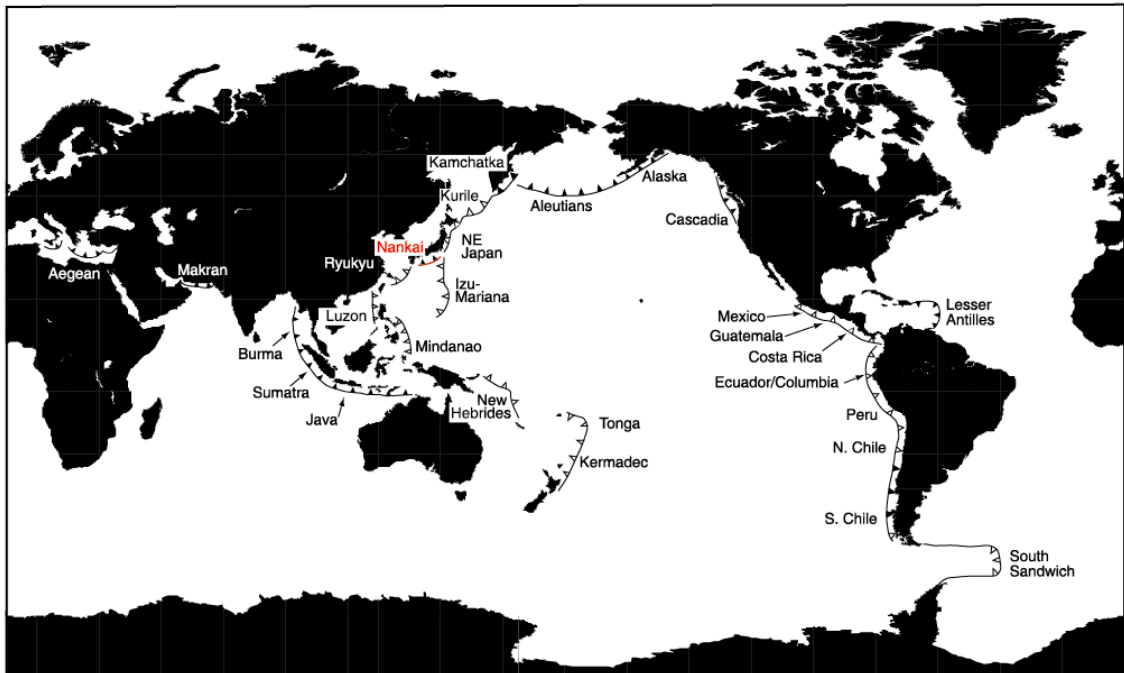 Kamchatka
Kurile
Alaska
Aleutians
Cascadia
Nankai
NE
Japan
Aegean
Makran
Ryukyu
Izu-
Mariana
Luzon
Mexico
Lesser
Antilles
Guatemala
Burma
Mindanao
Costa Rica
Ecuador/Columbia
Sumatra
Java
New
Hebrides
Peru
Tonga
N. Chile
Kermadec
S. Chile
South
Sandwich